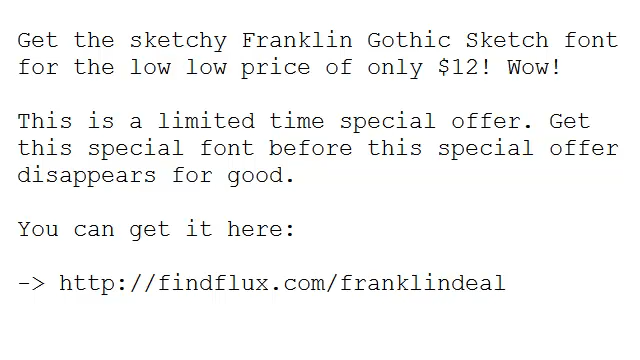 Get the sketchy Franklin Gothic Sketch font
for the low low price of only $12! Wow!
This is a limited time special offer. Get
this special font before this special offer
disappears for good.
You can get it here:
-> http://findflux.com/franklindeal